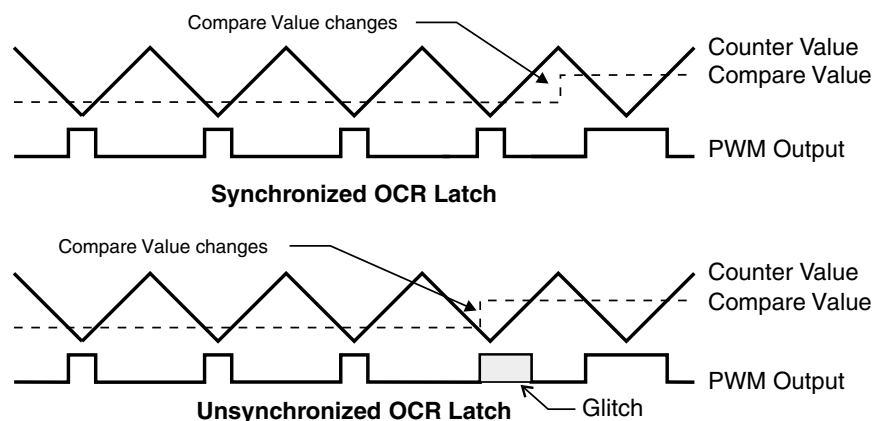 Compare Value changes
Counter Value
Compare Value
PWM Output
Synchronized OCR Latch
Compare Value changes
Counter Value
Compare Value
PWM Output
Glitch
Unsynchronized OCR Latch